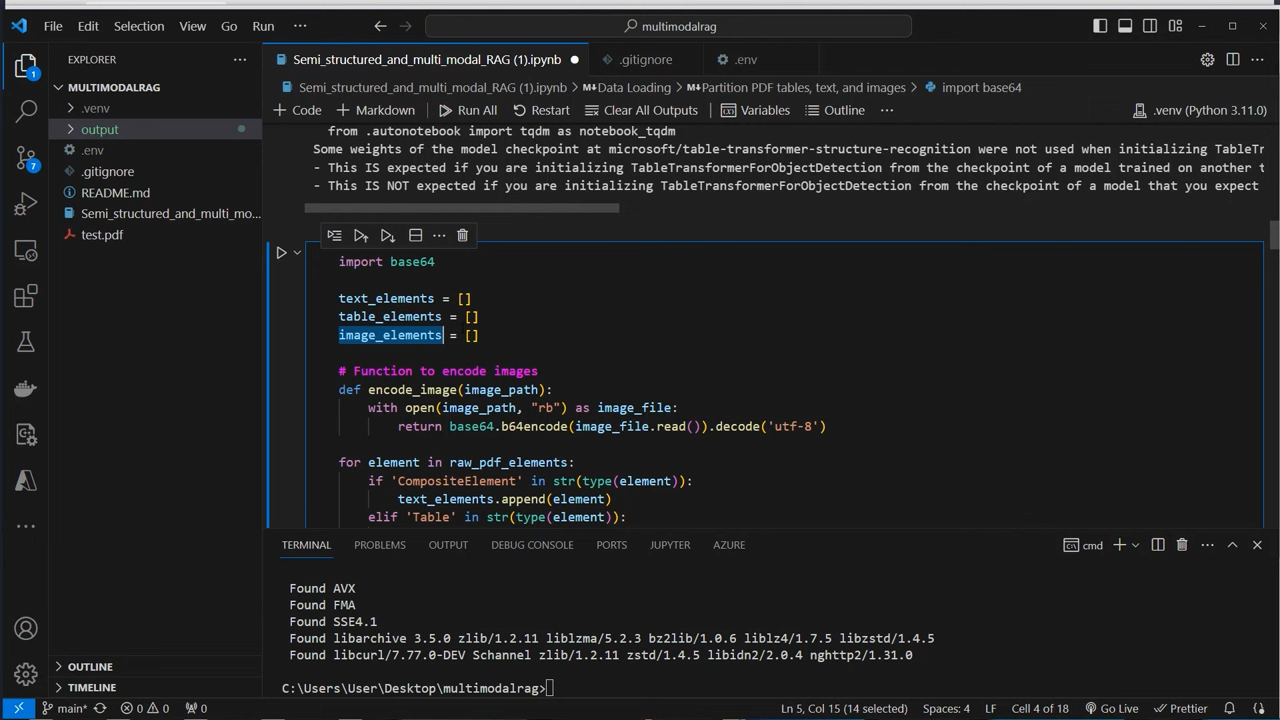 File Edit Selection View Go Run ··· multimodalrag
EXPLORER ···
MULTIMODALRAG
.venv
output
.env
.gitignore
README.md
Semi_structured_and_multi_mo...
test.pdf
OUTLINE
TIMELINE
1
7
Semi_structured_and_multi_modal_RAG (1).ipynb .gitignore .env
Semi_structured_and_multi_modal_RAG (1).ipynb > Data Loading > Partition PDF tables, text, and images > import base64
+ Code + Markdown Run All Restart Clear All Outputs Variables Outline ··· .venv (Python 3.11.0)
from .autonotebook import tqdm as notebook_tqdm
Some weights of the model checkpoint at microsoft/table-transformer-structure-recognition were not used when initializing TableTr
- This IS expected if you are initializing TableTransformerForObjectDetection from the checkpoint of a model trained on another t
- This IS NOT expected if you are initializing TableTransformerForObjectDetection from the checkpoint of a model that you expect
import base64
text_elements = []
table_elements = []
image_elements = []
# Function to encode images
def encode_image(image_path):
with open(image_path, "rb") as image_file:
return base64.b64encode(image_file.read()).decode('utf-8')
for element in raw_pdf_elements:
if 'CompositeElement' in str(type(element)):
text_elements.append(element)
elif 'Table' in str(type(element)):
TERMINAL PROBLEMS OUTPUT DEBUG CONSOLE PORTS JUPYTER AZURE cmd
Found AVX
Found FMA
Found SSE4.1
Found libarchive 3.5.0 zlib/1.2.11 liblzma/5.2.3 bz2lib/1.0.6 liblz4/1.7.5 libzstd/1.4.5
Found libcurl/7.77.0-DEV Schannel zlib/1.2.11 zstd/1.4.5 libidn2/2.0.4 nghttp2/1.31.0
C:\Users\User\Desktop\multimodalrag>
main* 0 0 0 Ln 5, Col 15 (14 selected) Spaces: 4 LF Cell 4 of 18 Go Live Prettier